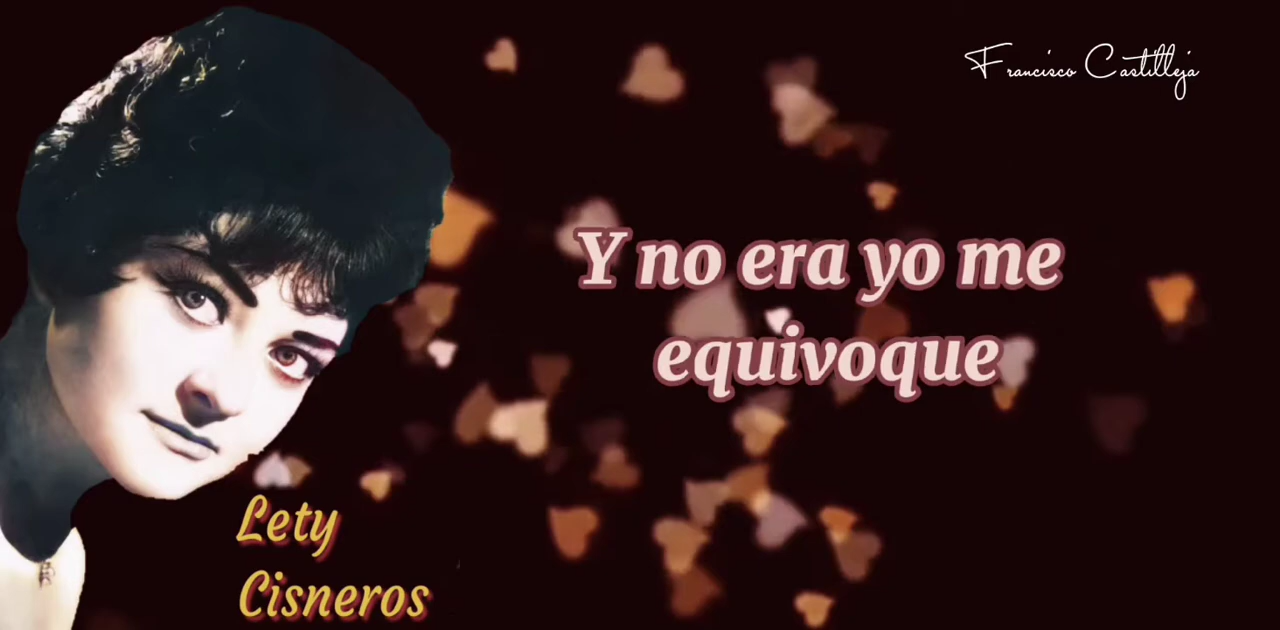 Francisco Castilleja
Y no era yo me
equivoque
Lety
Cisneros